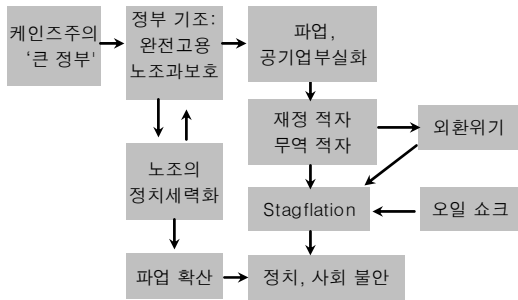 케인즈주의
‘큰 정부'
정부 기조:
완전고용
노조과보호
파업,
공기업부실화
재정 적자
무역 적자
외환위기
노조의
정치세력화
Stagflation
오일 쇼크
파업 확산
정치, 사회 불안